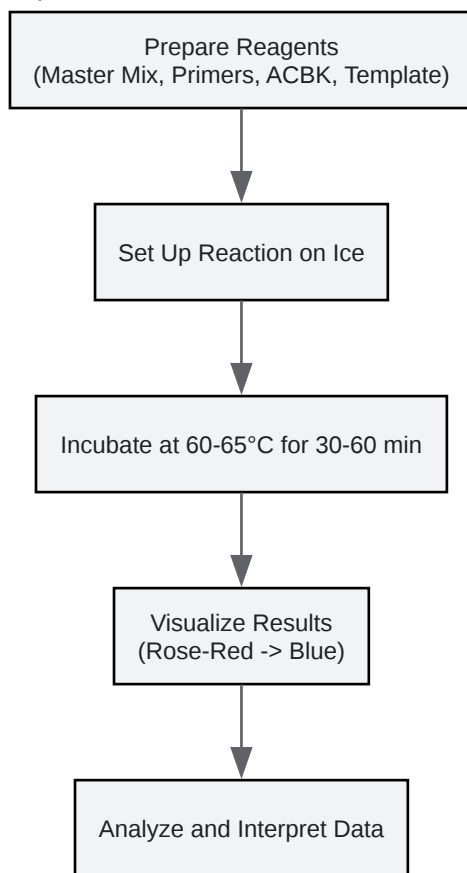 Prepare Reagents
(Master Mix, Primers, ACBK, Template)
Set Up Reaction on Ice
Incubate at 60-65°C for 30-60 min
Visualize Results
(Rose-Red -> Blue)
Analyze and Interpret Data